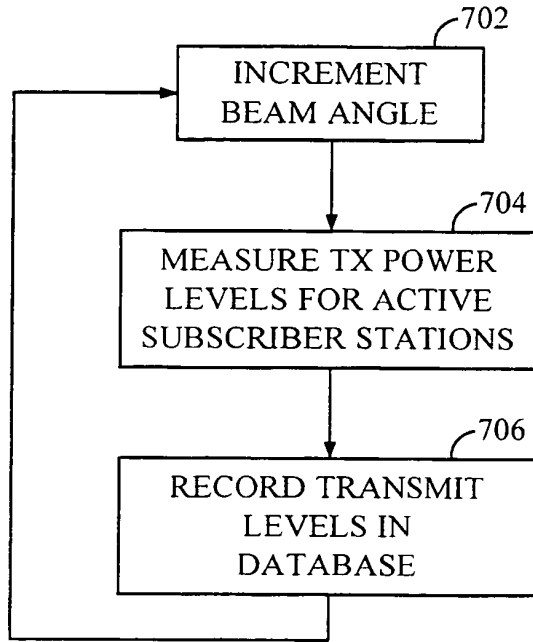 702
INCREMENT
BEAM ANGLE
704
MEASURE TX POWER
LEVELS FOR ACTIVE
SUBSCRIBER STATIONS
706
RECORD TRANSMIT
LEVELS IN
DATABASE